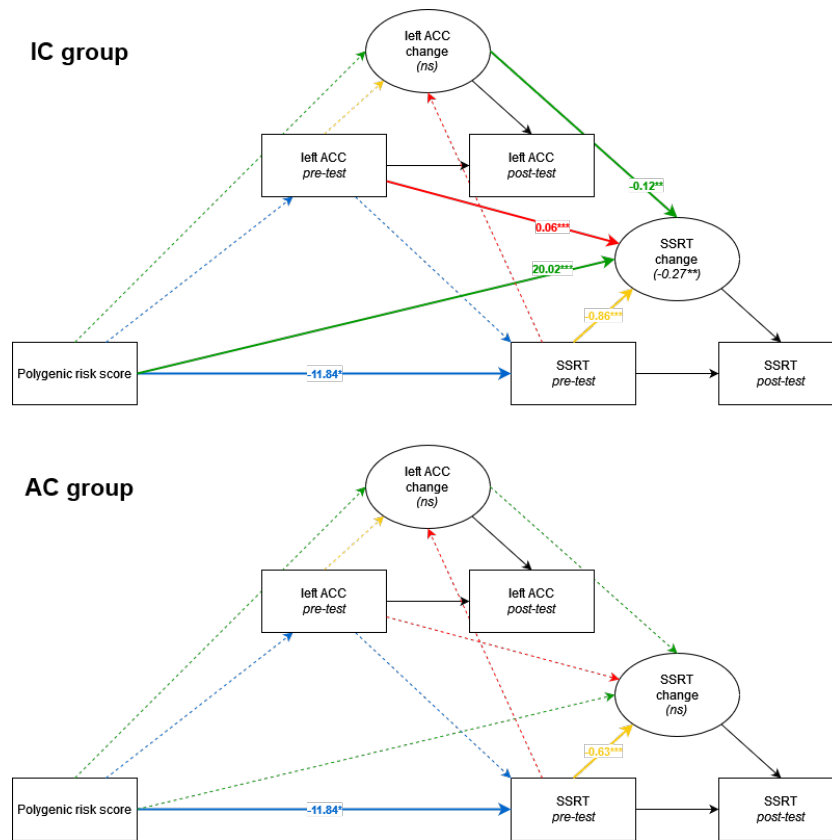 IC group
left ACC
change
(ns)
left ACC
pre-test
left ACC
post-test
-0.12**
0.06***
SSRT
change
(-0.27**)
20.02***
-0.86***
Polygenic risk score
-11.84*
SSRT
pre-test
SSRT
post-test
AC group
left ACC
change
(ns)
left ACC
pre-test
left ACC
post-test
SSRT
change
(ns)
-0.63***
Polygenic risk score
-11.84*
SSRT
pre-test
SSRT
post-test